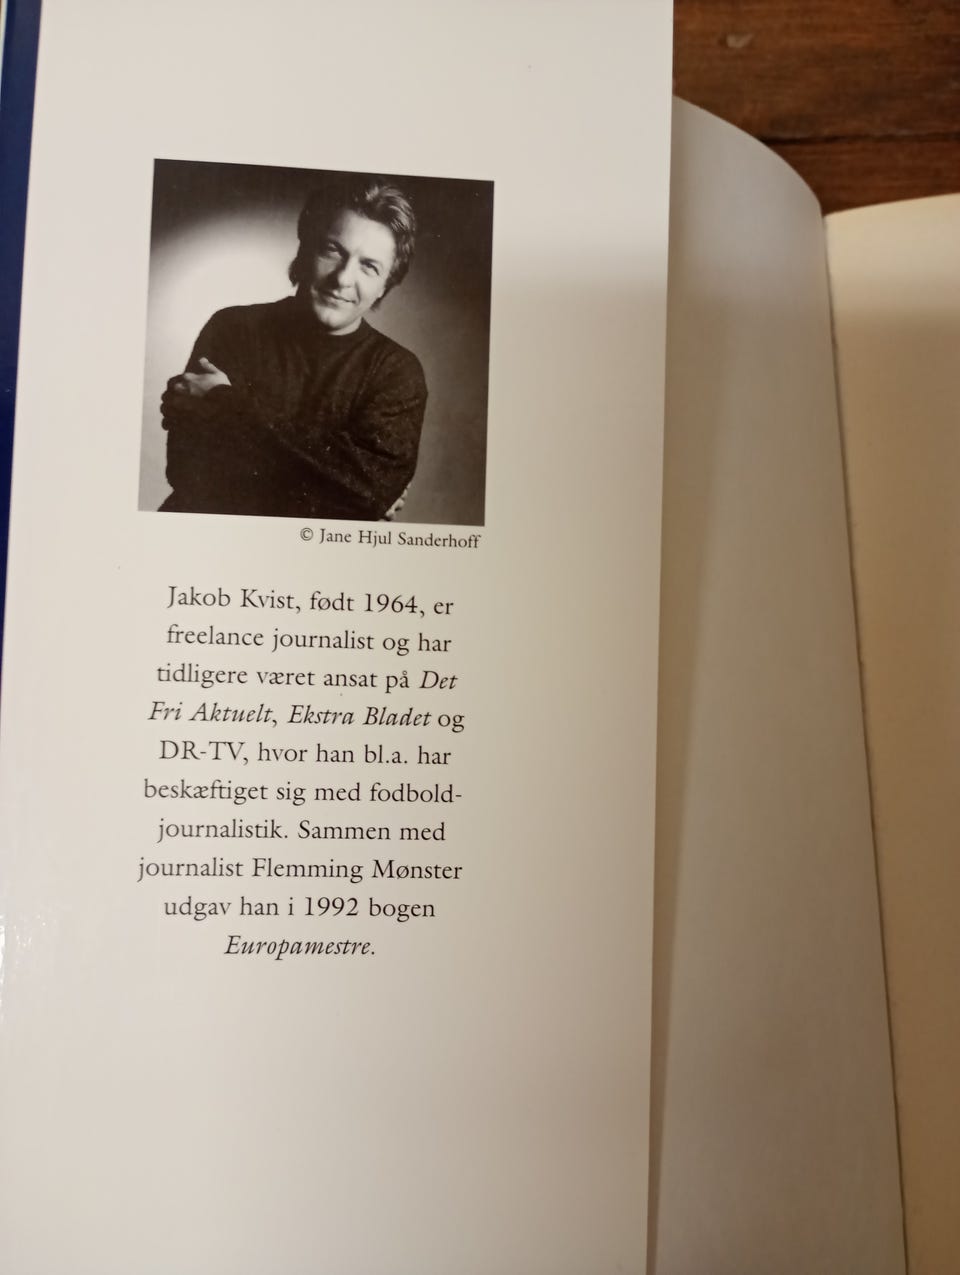 © Jane Hjul Sanderhoff
Jakob Kvist, født 1964, er
freelance journalist og har
tidligere været ansat på Det
Fri Aktuelt, Ekstra Bladet og
DR-TV, hvor han bl.a. har
beskæftiget sig med fodbold-
journalistik. Sammen med
journalist Flemming Mønster
udgav han i 1992 bogen
Europamestre.